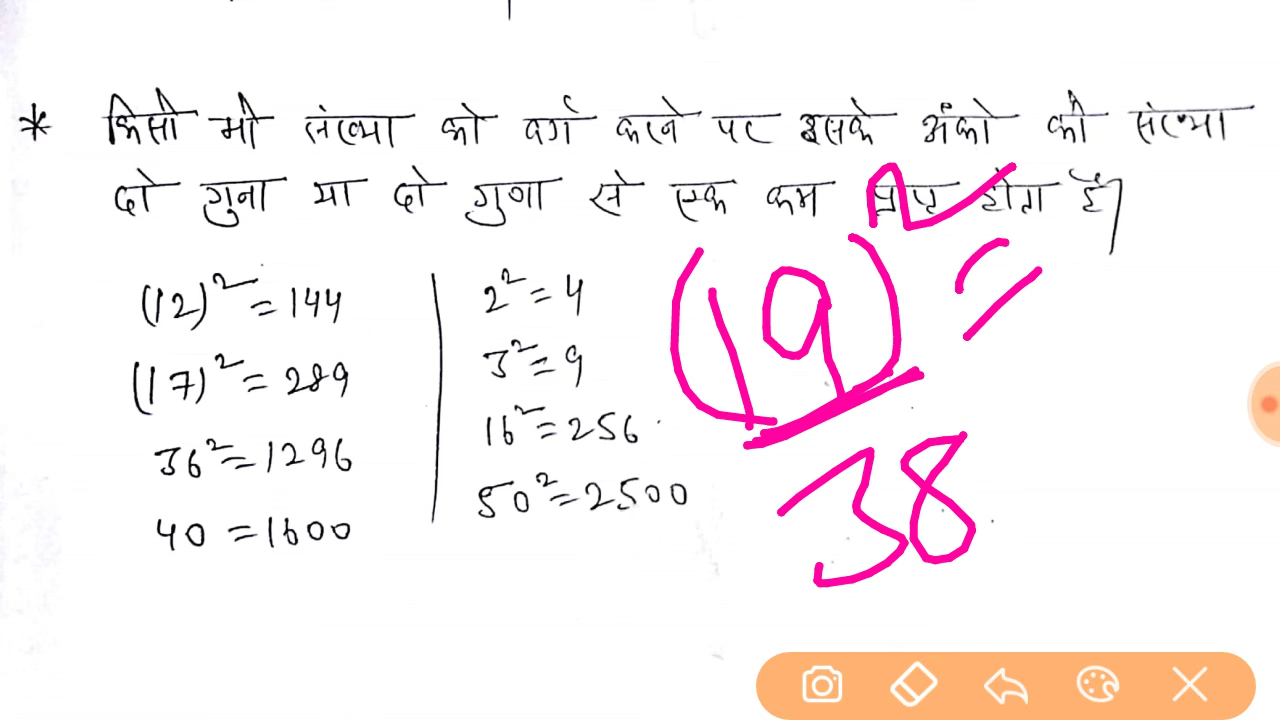 * किसी भी संख्या को वर्ग करने पर इसके अंको की संख्या
दो गुना या दो गुणा से एक कम प्राप्त होता है।
(12)² = 144
(17)² = 289
36² = 1296
40 = 1600
2² = 4
3² = 9
16² = 256
50² = 2500
(19)² =
38